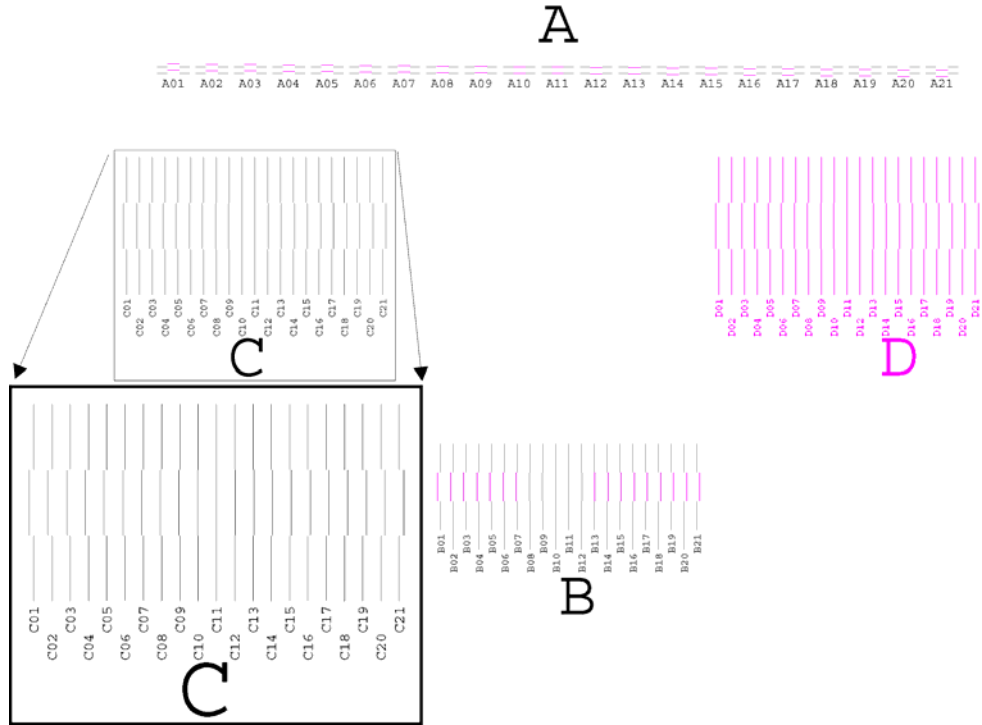 A
A01 A02 A03 A04 A05 A06 A07 A08 A09 A10 A11 A12 A13 A14 A15 A16 A17 A18 A19 A20 A21
C01 C02 C03 C04 C05 C06 C07 C08 C09 C10 C11 C12 C13 C14 C15 C16 C17 C18 C19 C20 C21
C
D01 D02 D03 D04 D05 D06 D07 D08 D09 D10 D11 D12 D13 D14 D15 D16 D17 D18 D19 D20 D21
D
C01 C02 C03 C04 C05 C06 C07 C08 C09 C10 C11 C12 C13 C14 C15 C16 C17 C18 C19 C20 C21
C
B01 B02 B03 B04 B05 B06 B07 B08 B09 B10 B11 B12 B13 B14 B15 B16 B17 B18 B19 B20 B21
B